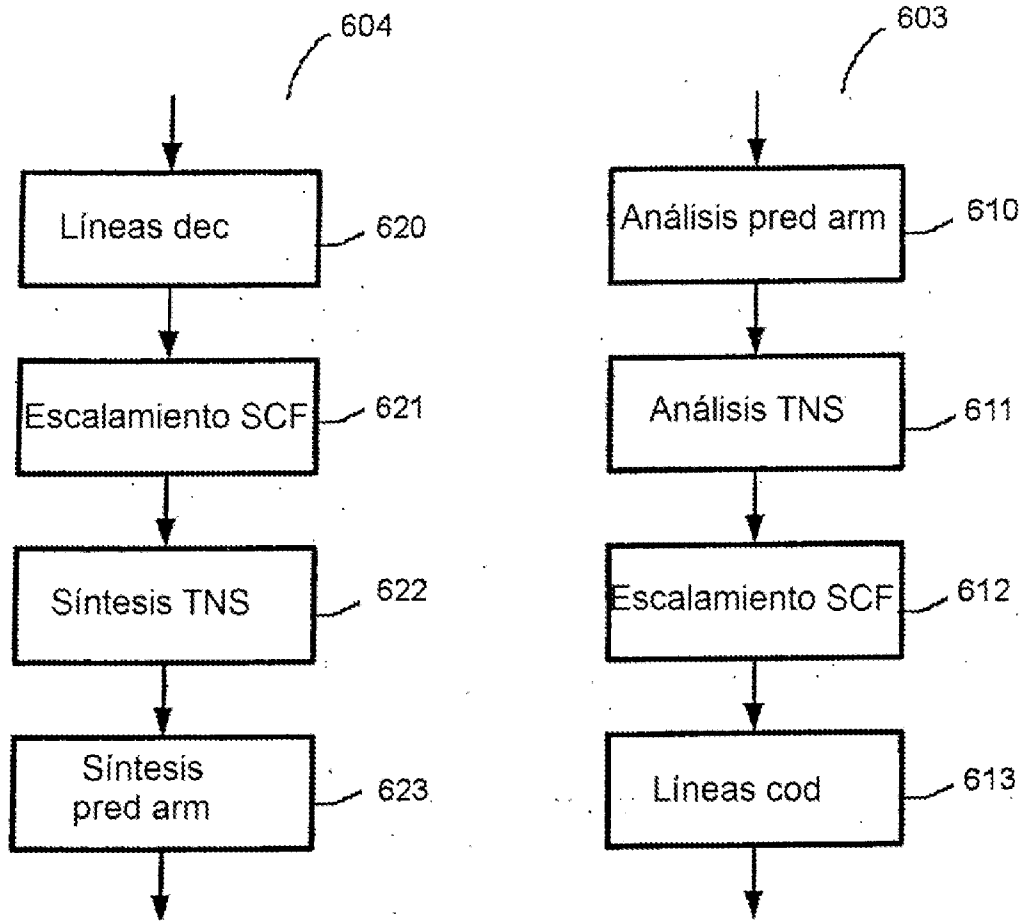 604
Líneas dec
620
Escalamiento SCF
621
Síntesis TNS
622
Síntesis
pred arm
623
603
Análisis pred arm
610
Análisis TNS
611
Escalamiento SCF
612
Líneas cod
613